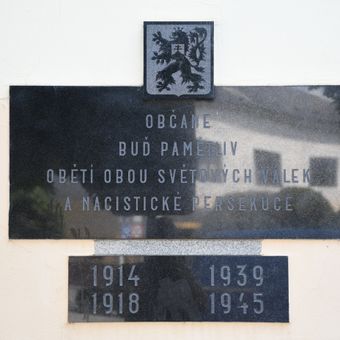 OBČANE
BUĎ PAMĚTLIV
OBĚTÍ OBOU SVĚTOVÝCH VÁLEK
A NACISTICKÉ PERSEKUCE
1914 1939
1918 1945